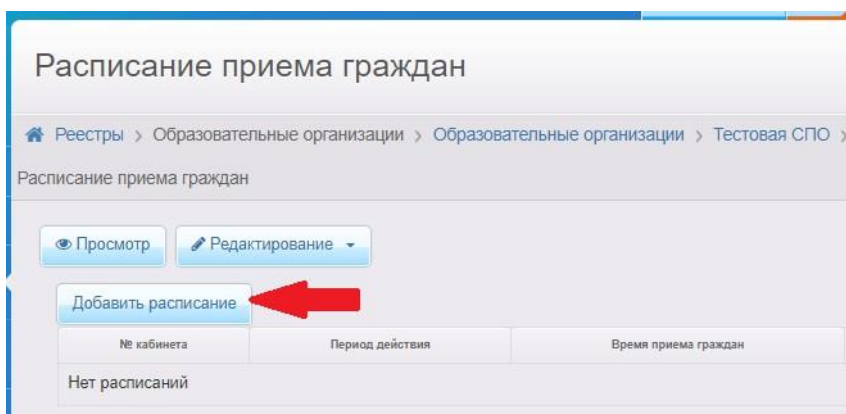 Расписание приема граждан
Реестры > Образовательные организации > Образовательные организации > Тестовая СПО >
Расписание приема граждан
Просмотр Редактирование
Добавить расписание
№ кабинета Период действия Время приема граждан
Нет расписаний